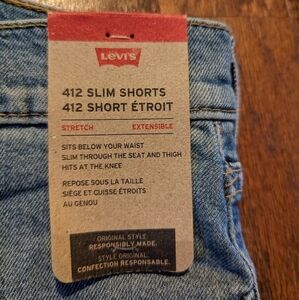 Levi's
412 SLIM SHORTS
412 SHORT ÉTROIT
STRETCH EXTENSIBLE
SITS BELOW YOUR WAIST
SLIM THROUGH THE SEAT AND THIGH
HITS AT THE KNEE
REPOSE SOUS LA TAILLE
SIÈGE ET CUISSE ÉTROITS
AU GENOU
ORIGINAL STYLE.
RESPONSIBLY MADE.
STYLE ORIGINAL.
CONFECTION RESPONSABLE.